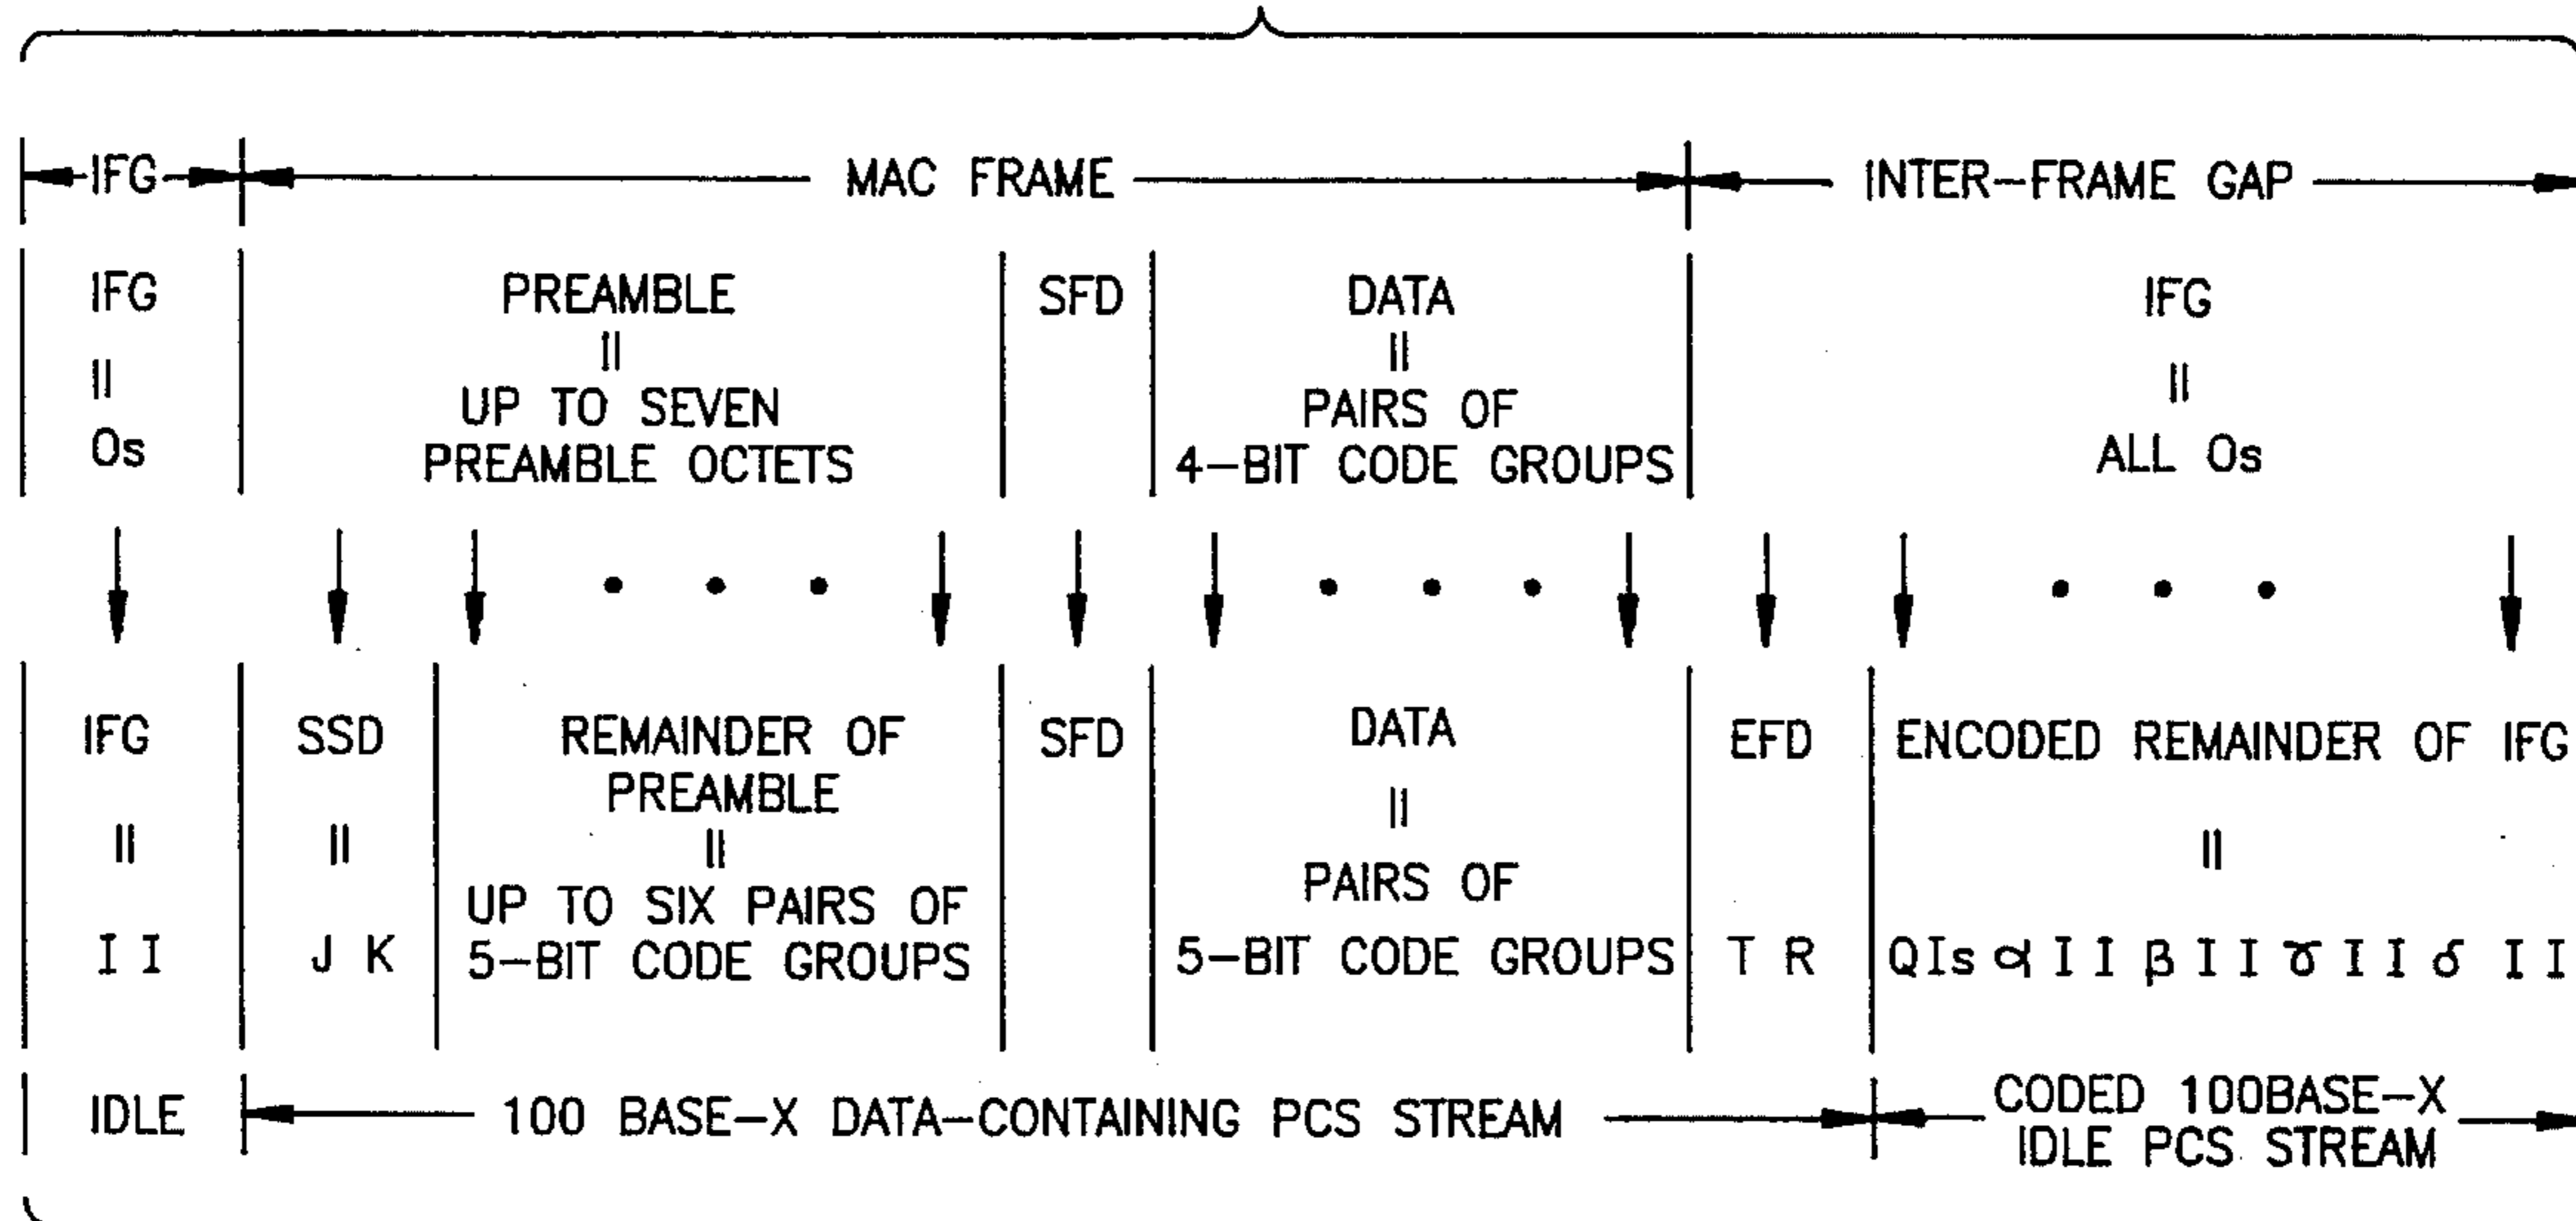 IFG MAC FRAME INTER-FRAME GAP
IFG
||
0s
PREAMBLE
||
UP TO SEVEN
PREAMBLE OCTETS
SFD
DATA
||
PAIRS OF
4-BIT CODE GROUPS
IFG
||
ALL 0s
IFG
||
I I
SSD
||
J K
REMAINDER OF
PREAMBLE
||
UP TO SIX PAIRS OF
5-BIT CODE GROUPS
SFD
DATA
||
PAIRS OF
5-BIT CODE GROUPS
EFD
T R
ENCODED REMAINDER OF IFG
||
QIs α I I β I I γ I I δ I I
IDLE
100 BASE-X DATA-CONTAINING PCS STREAM
CODED 100BASE-X
IDLE PCS STREAM